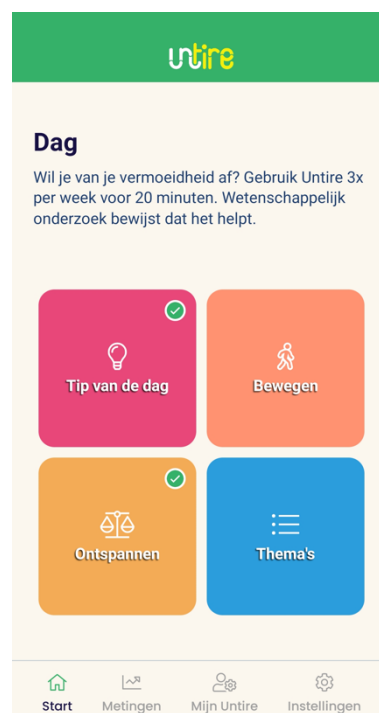 untire
Dag
Wil je van je vermoeidheid af? Gebruik Untire 3x
per week voor 20 minuten. Wetenschappelijk
onderzoek bewijst dat het helpt.
Tip van de dag
Bewegen
Ontspannen
Thema's
Start
Metingen
Mijn Untire
Instellingen